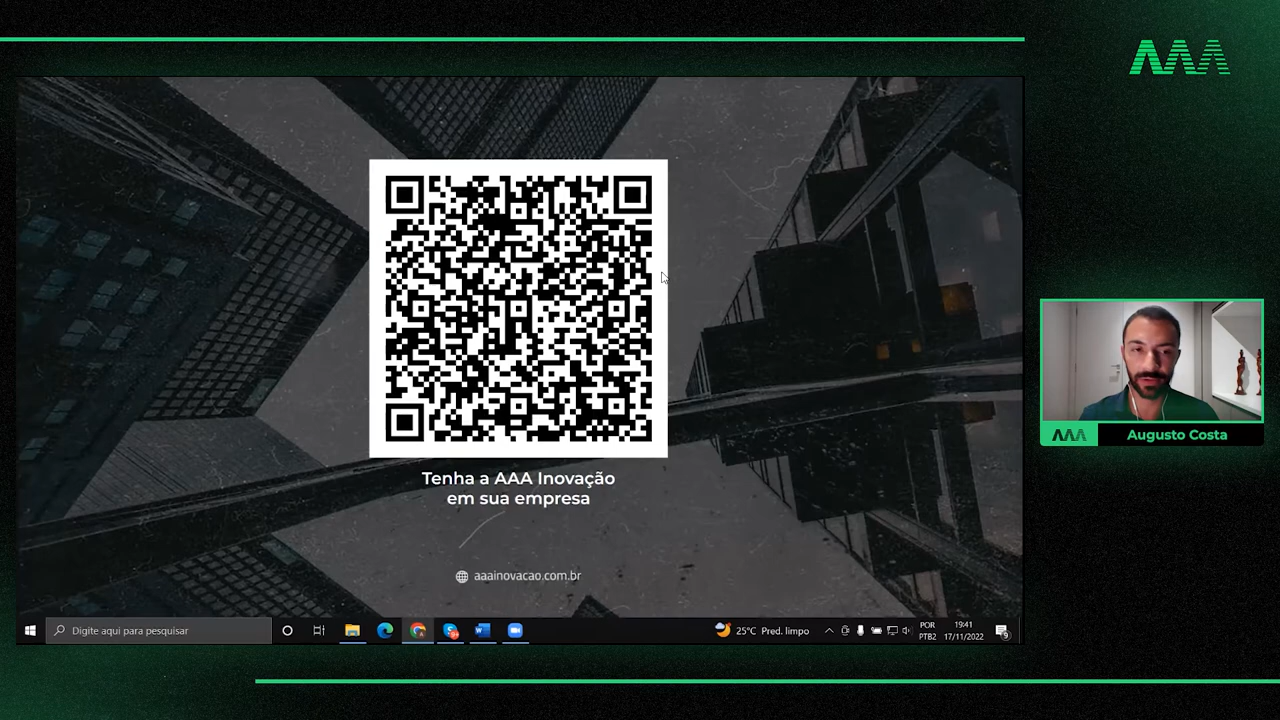 AAA
Tenha a AAA Inovação
em sua empresa
aaainovacao.com.br
AAA
Augusto Costa
Digite aqui para pesquisar
25°C Pred. limpo
POR
PTB2
19:41
17/11/2022
9